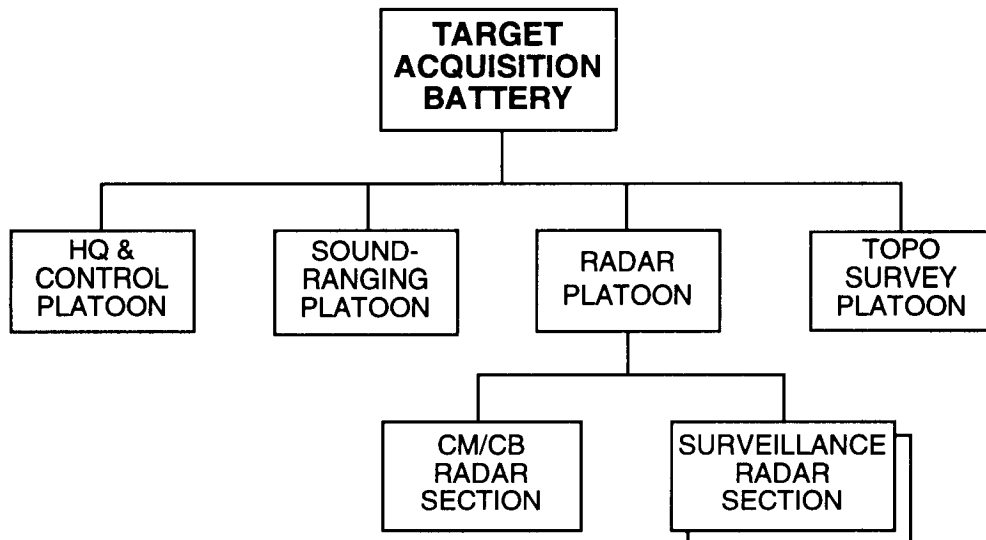 TARGET
ACQUISITION
BATTERY
HQ &
CONTROL
PLATOON
SOUND-
RANGING
PLATOON
RADAR
PLATOON
TOPO
SURVEY
PLATOON
CM/CB
RADAR
SECTION
SURVEILLANCE
RADAR
SECTION